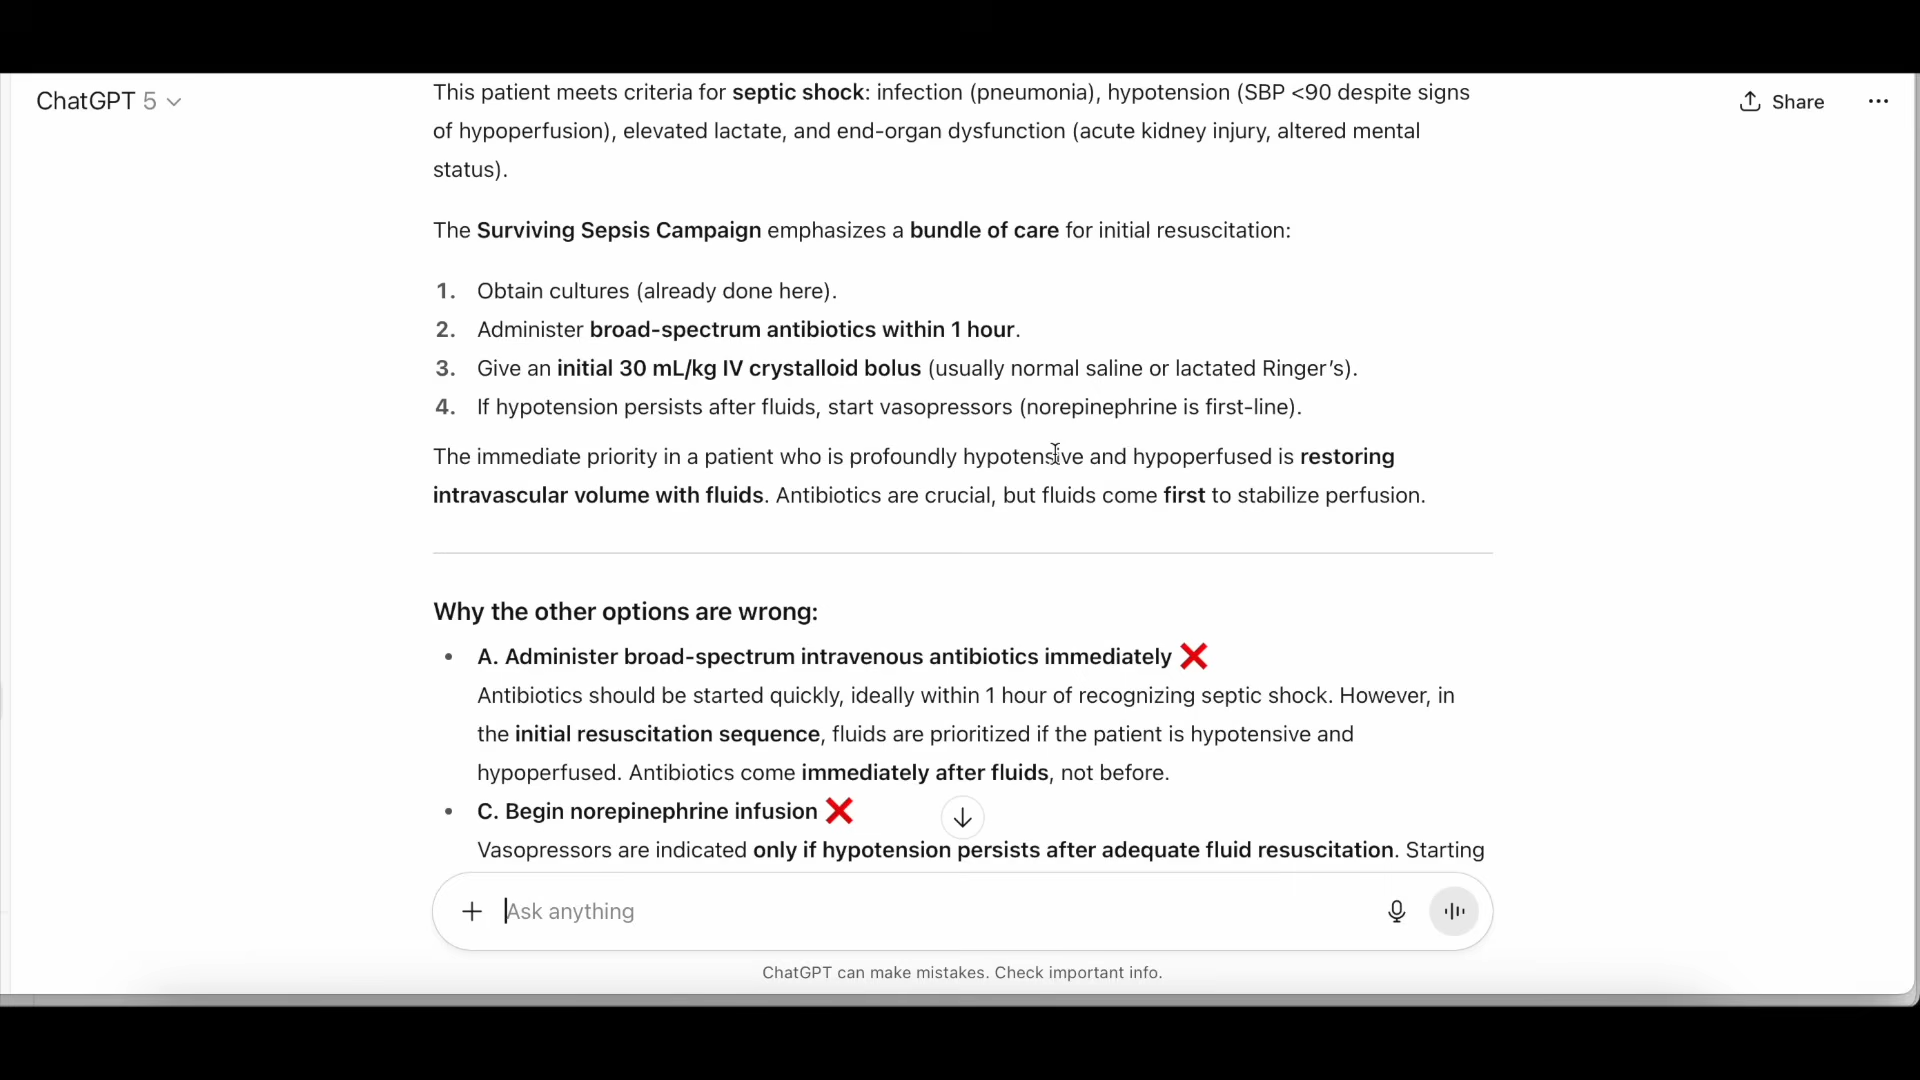 ChatGPT 5
Share
This patient meets criteria for septic shock: infection (pneumonia), hypotension (SBP <90 despite signs
of hypoperfusion), elevated lactate, and end-organ dysfunction (acute kidney injury, altered mental
status).
The Surviving Sepsis Campaign emphasizes a bundle of care for initial resuscitation:
1. Obtain cultures (already done here).
2. Administer broad-spectrum antibiotics within 1 hour.
3. Give an initial 30 mL/kg IV crystalloid bolus (usually normal saline or lactated Ringer’s).
4. If hypotension persists after fluids, start vasopressors (norepinephrine is first-line).
The immediate priority in a patient who is profoundly hypotensive and hypoperfused is restoring
intravascular volume with fluids. Antibiotics are crucial, but fluids come first to stabilize perfusion.
Why the other options are wrong:
• A. Administer broad-spectrum intravenous antibiotics immediately ❌
Antibiotics should be started quickly, ideally within 1 hour of recognizing septic shock. However, in
the initial resuscitation sequence, fluids are prioritized if the patient is hypotensive and
hypoperfused. Antibiotics come immediately after fluids, not before.
• C. Begin norepinephrine infusion ❌
Vasopressors are indicated only if hypotension persists after adequate fluid resuscitation. Starting
Ask anything
ChatGPT can make mistakes. Check important info.